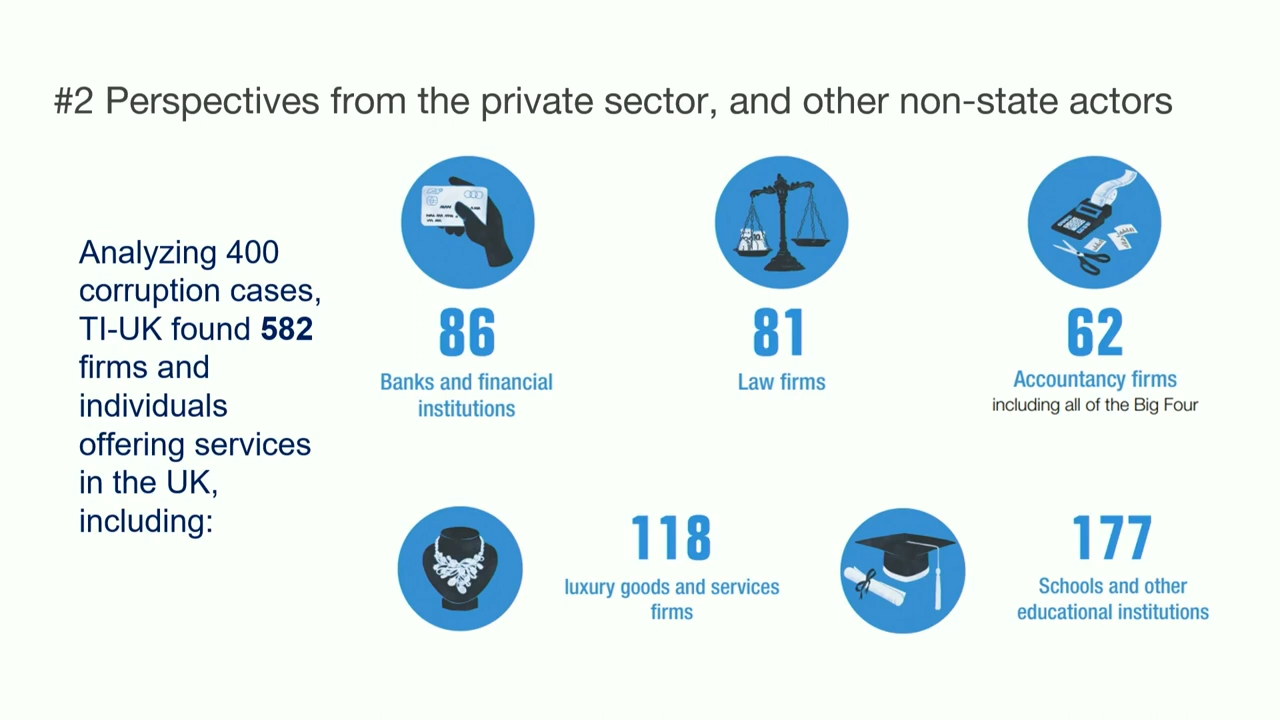 #2 Perspectives from the private sector, and other non-state actors
Analyzing 400
corruption cases,
TI-UK found 582
firms and
individuals
offering services
in the UK,
including:
86
Banks and financial
institutions
81
Law firms
62
Accountancy firms
including all of the Big Four
118
luxury goods and services
firms
177
Schools and other
educational institutions